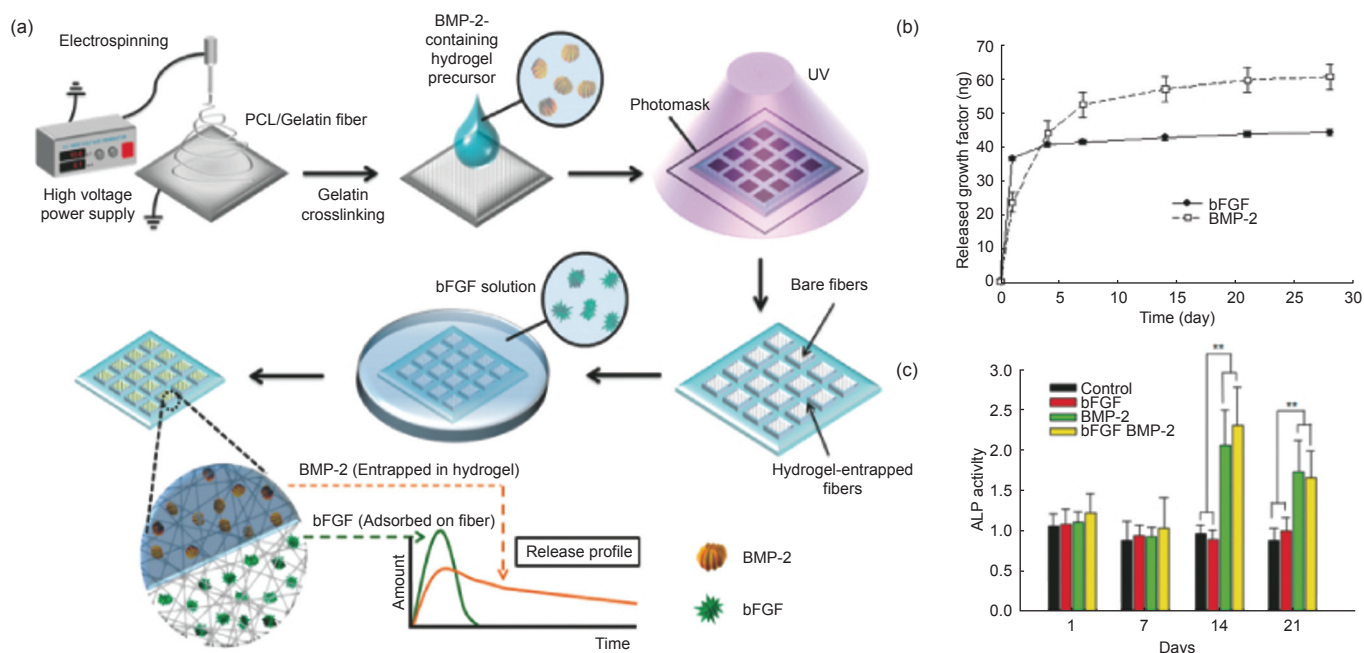 (a)
Electrospinning
PCL/Gelatin fiber
High voltage
power supply
Gelatin
crosslinking
BMP-2-
containing
hydrogel
precursor
UV
Photomask
bFGF solution
Bare fibers
Hydrogel-entrapped
fibers
BMP-2 (Entrapped in hydrogel)
bFGF (Adsorbed on fiber)
Release profile
Amount
Time
BMP-2
bFGF
(b)
Released growth factor (ng)
70
60
50
40
30
20
10
0
bFGF
BMP-2
0
5
10
15
20
25
30
Time (day)
(c)
ALP activity
3.0
2.5
2.0
1.5
1.0
0.5
0.0
Control
bFGF
BMP-2
bFGF BMP-2
**
**
1
7
14
21
Days